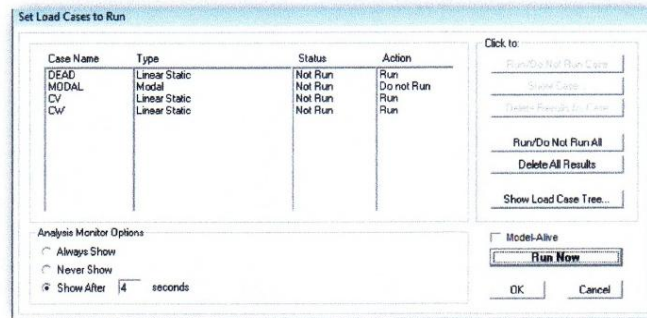 Set Load Cases to Run
Case Name Type Status Action
DEAD Linear Static Not Run Run
MODAL Modal Not Run Do not Run
CV Linear Static Not Run Run
CW Linear Static Not Run Run
Click to:
Run/Do Not Run Case
Show Case...
Delete Results for Case
Run/Do Not Run All
Delete All Results
Show Load Case Tree...
Analysis Monitor Options
Always Show
Never Show
Show After 4 seconds
Model-Alive
Run Now
OK Cancel